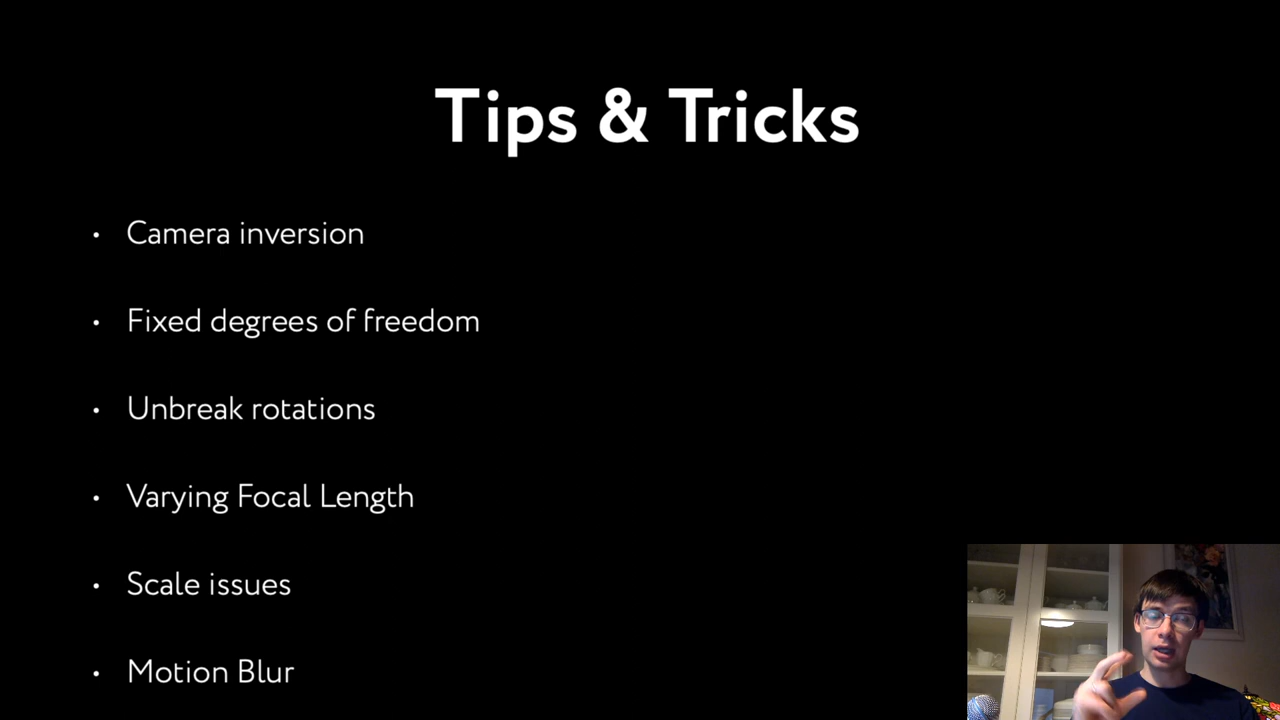 Tips & Tricks
• Camera inversion
• Fixed degrees of freedom
• Unbreak rotations
• Varying Focal Length
• Scale issues
• Motion Blur